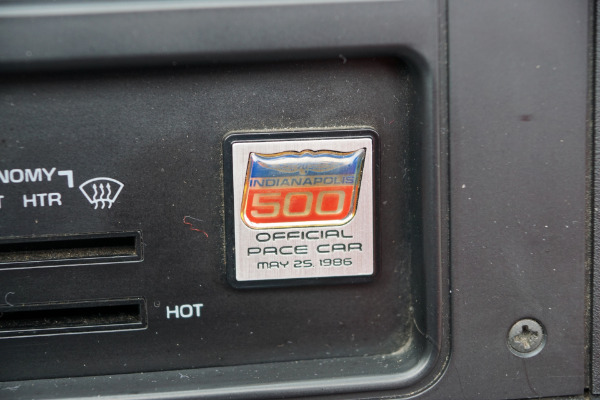 NOMY
T HTR
HOT
INDIANAPOLIS
500
OFFICIAL
PACE CAR
MAY 25, 1986